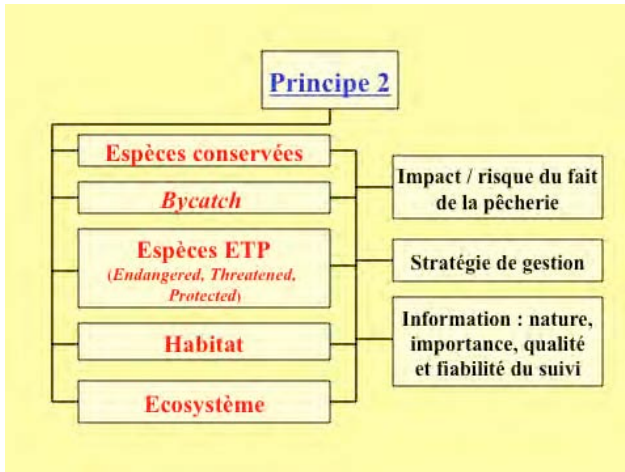 Principe 2
Espèces conservées
Bycatch
Espèces ETP
(Endangered, Threatened,
Protected)
Habitat
Ecosystème
Impact / risque du fait
de la pêcherie
Stratégie de gestion
Information : nature,
importance, qualité
et fiabilité du suivi